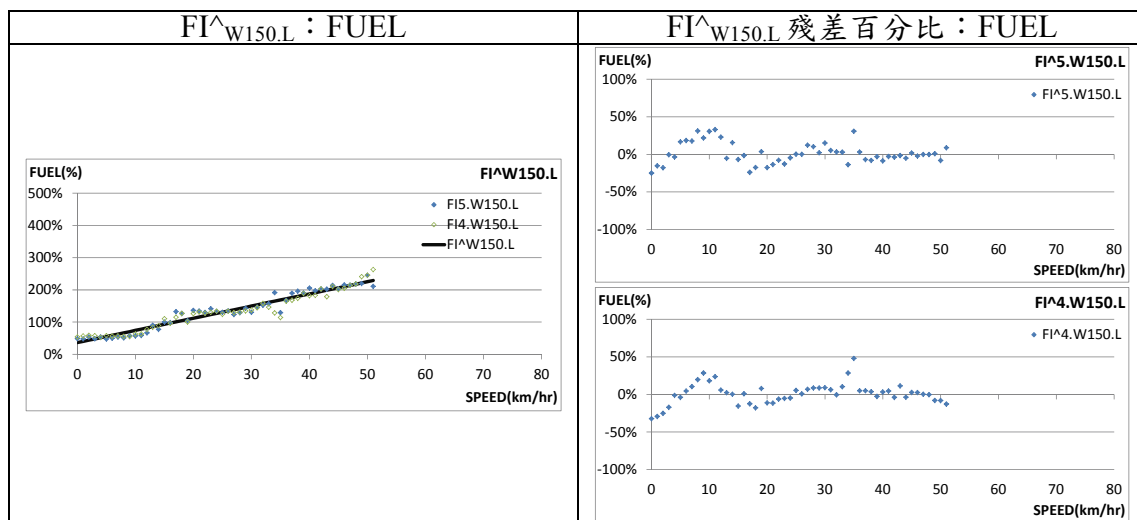 FI^W150.L：FUEL
FI^W150.L 殘差百分比：FUEL
FUEL(%)
FI^W150.L
500%
400%
300%
200%
100%
0%
FI5.W150.L
FI4.W150.L
FI^W150.L
0 10 20 30 40 50 60 70 80
SPEED(km/hr)
FUEL(%)
FI^5.W150.L
100%
50%
0%
-50%
-100%
FI^5.W150.L
0 10 20 30 40 50 60 70 80
SPEED(km/hr)
FUEL(%)
FI^4.W150.L
100%
50%
0%
-50%
-100%
FI^4.W150.L
0 10 20 30 40 50 60 70 80
SPEED(km/hr)